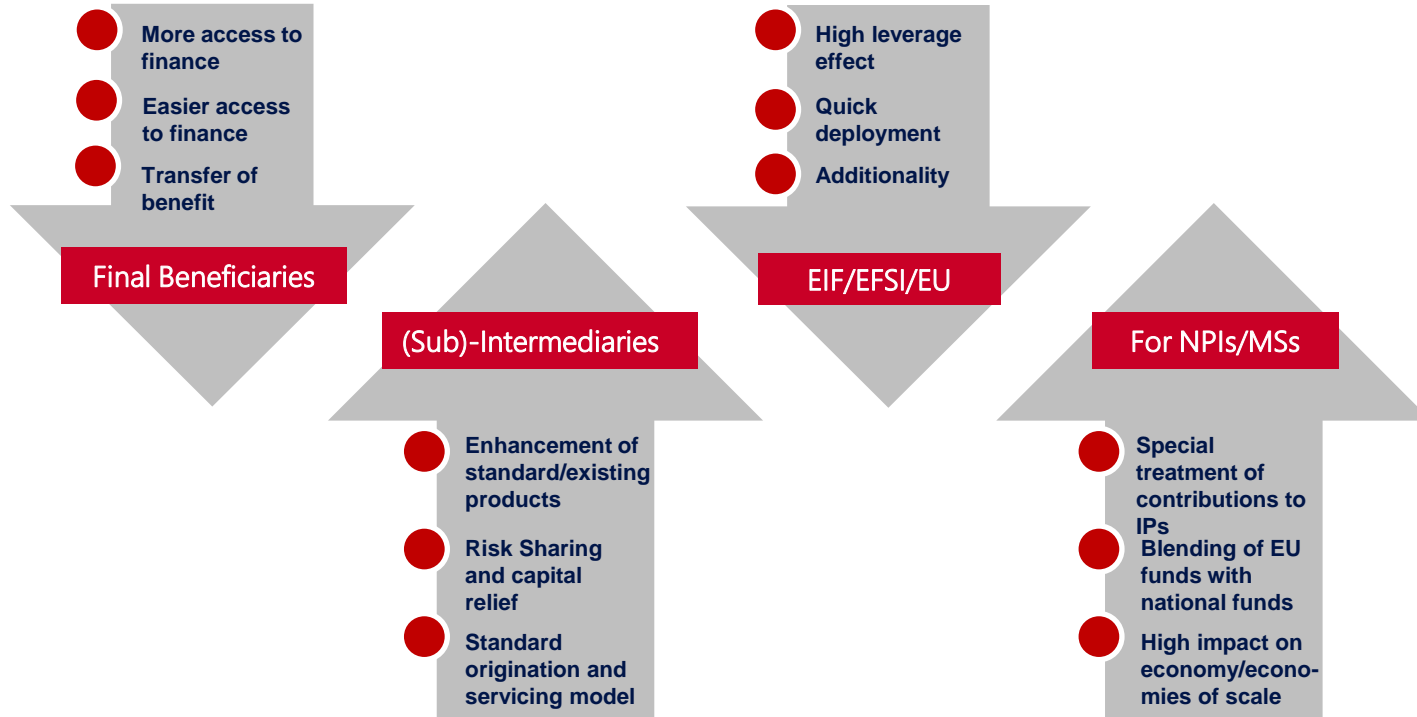 More access to
finance
Easier access
to finance
Transfer of
benefit
Final Beneficiaries
High leverage
effect
Quick
deployment
Additionality
EIF/EFSI/EU
(Sub)-Intermediaries
Enhancement of
standard/existing
products
Risk Sharing
and capital
relief
Standard
origination and
servicing model
For NPIs/MSs
Special
treatment of
contributions to
IPs
Blending of EU
funds with
national funds
High impact on
economy/econo-
mies of scale